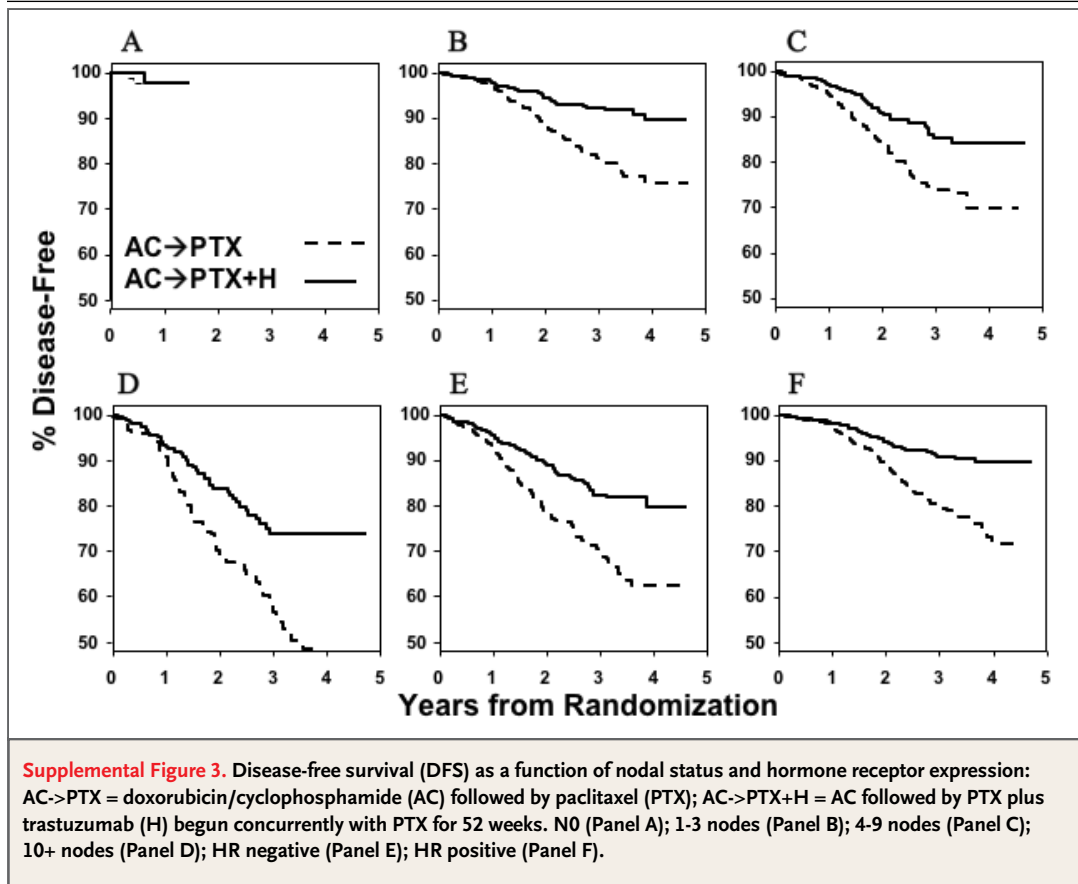 A
B
C
100
90
80
70
60
50
AC→PTX
AC→PTX+H
0 1 2 3 4 5
100
90
80
70
60
50
0 1 2 3 4 5
100
90
80
70
60
50
0 1 2 3 4 5
% Disease-Free
D
E
F
100
90
80
70
60
50
0 1 2 3 4 5
100
90
80
70
60
50
0 1 2 3 4 5
100
90
80
70
60
50
0 1 2 3 4 5
Years from Randomization
Supplemental Figure 3. Disease-free survival (DFS) as a function of nodal status and hormone receptor expression:
AC->PTX = doxorubicin/cyclophosphamide (AC) followed by paclitaxel (PTX); AC->PTX+H = AC followed by PTX plus
trastuzumab (H) begun concurrently with PTX for 52 weeks. N0 (Panel A); 1-3 nodes (Panel B); 4-9 nodes (Panel C);
10+ nodes (Panel D); HR negative (Panel E); HR positive (Panel F).